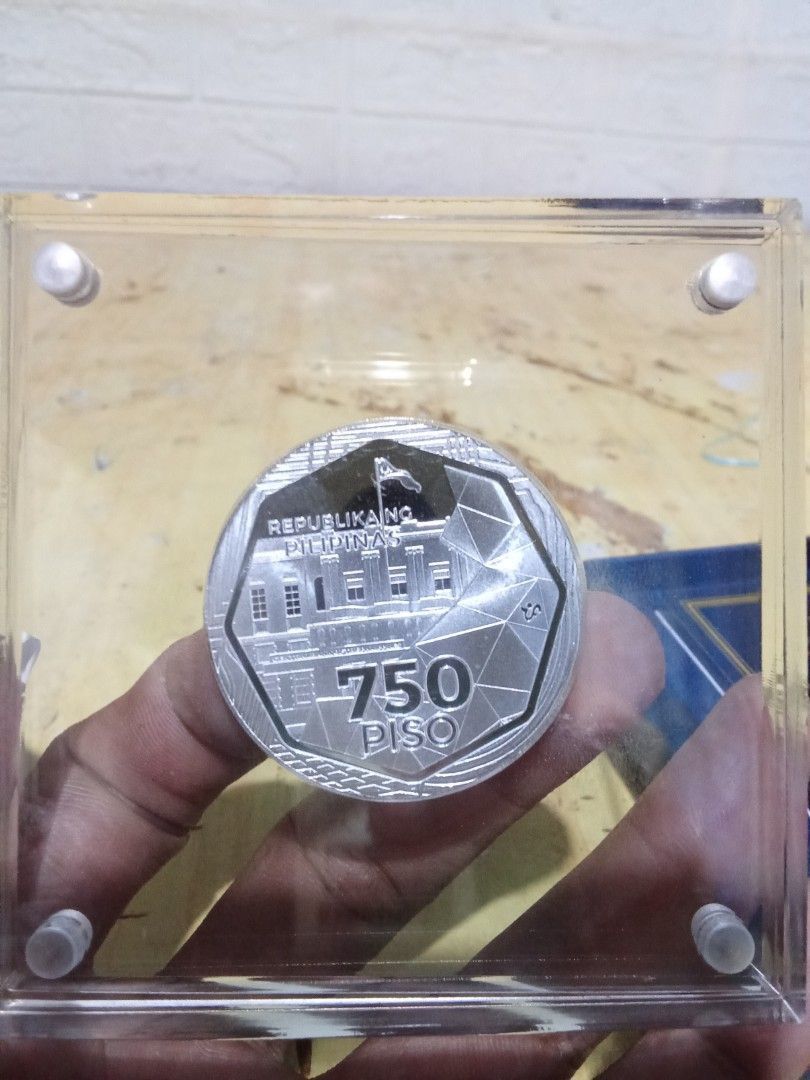 REPUBLIKA NG
PILIPINAS
750
PISO